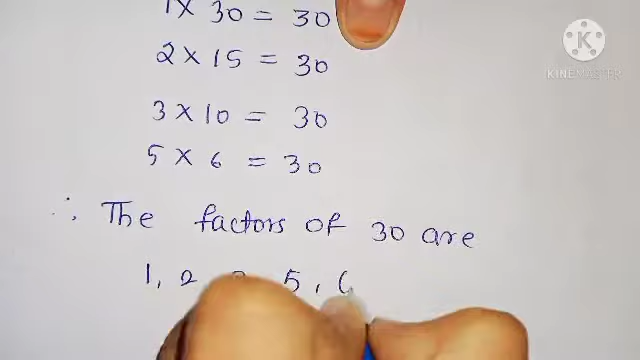 1 × 30 = 30
2 × 15 = 30
3 × 10 = 30
5 × 6 = 30
∴ The factors of 30 are
1, 2 5, 6
KINEMASTER